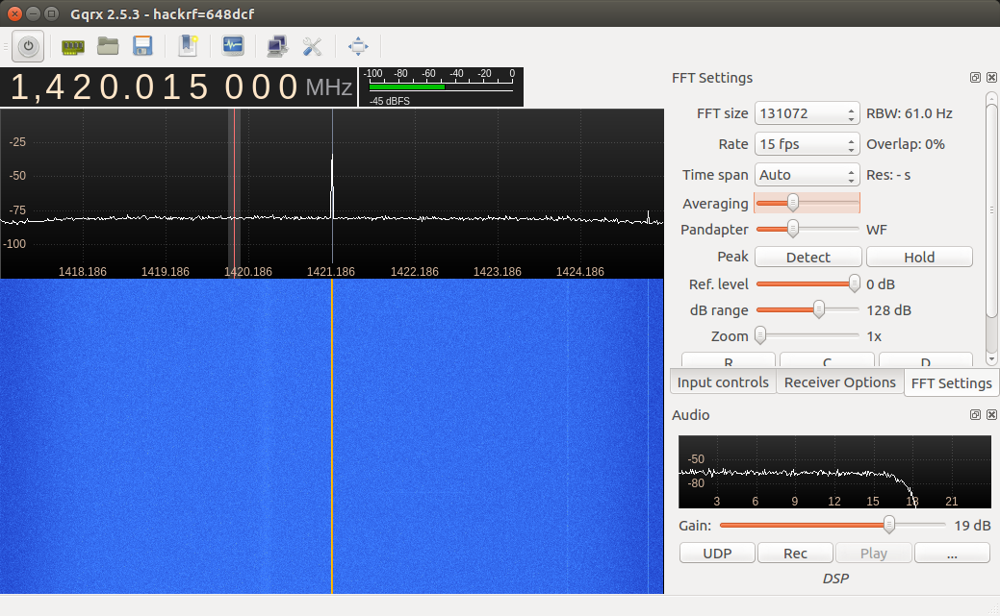 Gqrx 2.5.3 - hackrf=648dcf
1,420.015 000 MHz
-100 -80 -60 -40 -20 0
-45 dBFS
-25
-50
-75
-100
1418.186 1419.186 1420.186 1421.186 1422.186 1423.186 1424.186
FFT Settings
FFT size 131072 RBW: 61.0 Hz
Rate 15 fps Overlap: 0%
Time span Auto Res: - s
Averaging
Pandapter WF
Peak Detect Hold
Ref. level 0 dB
dB range 128 dB
Zoom 1x
R C D
Input controls Receiver Options FFT Settings
Audio
-50
-80
3 6 9 12 15 18 21
Gain: 19 dB
UDP Rec Play ...
DSP